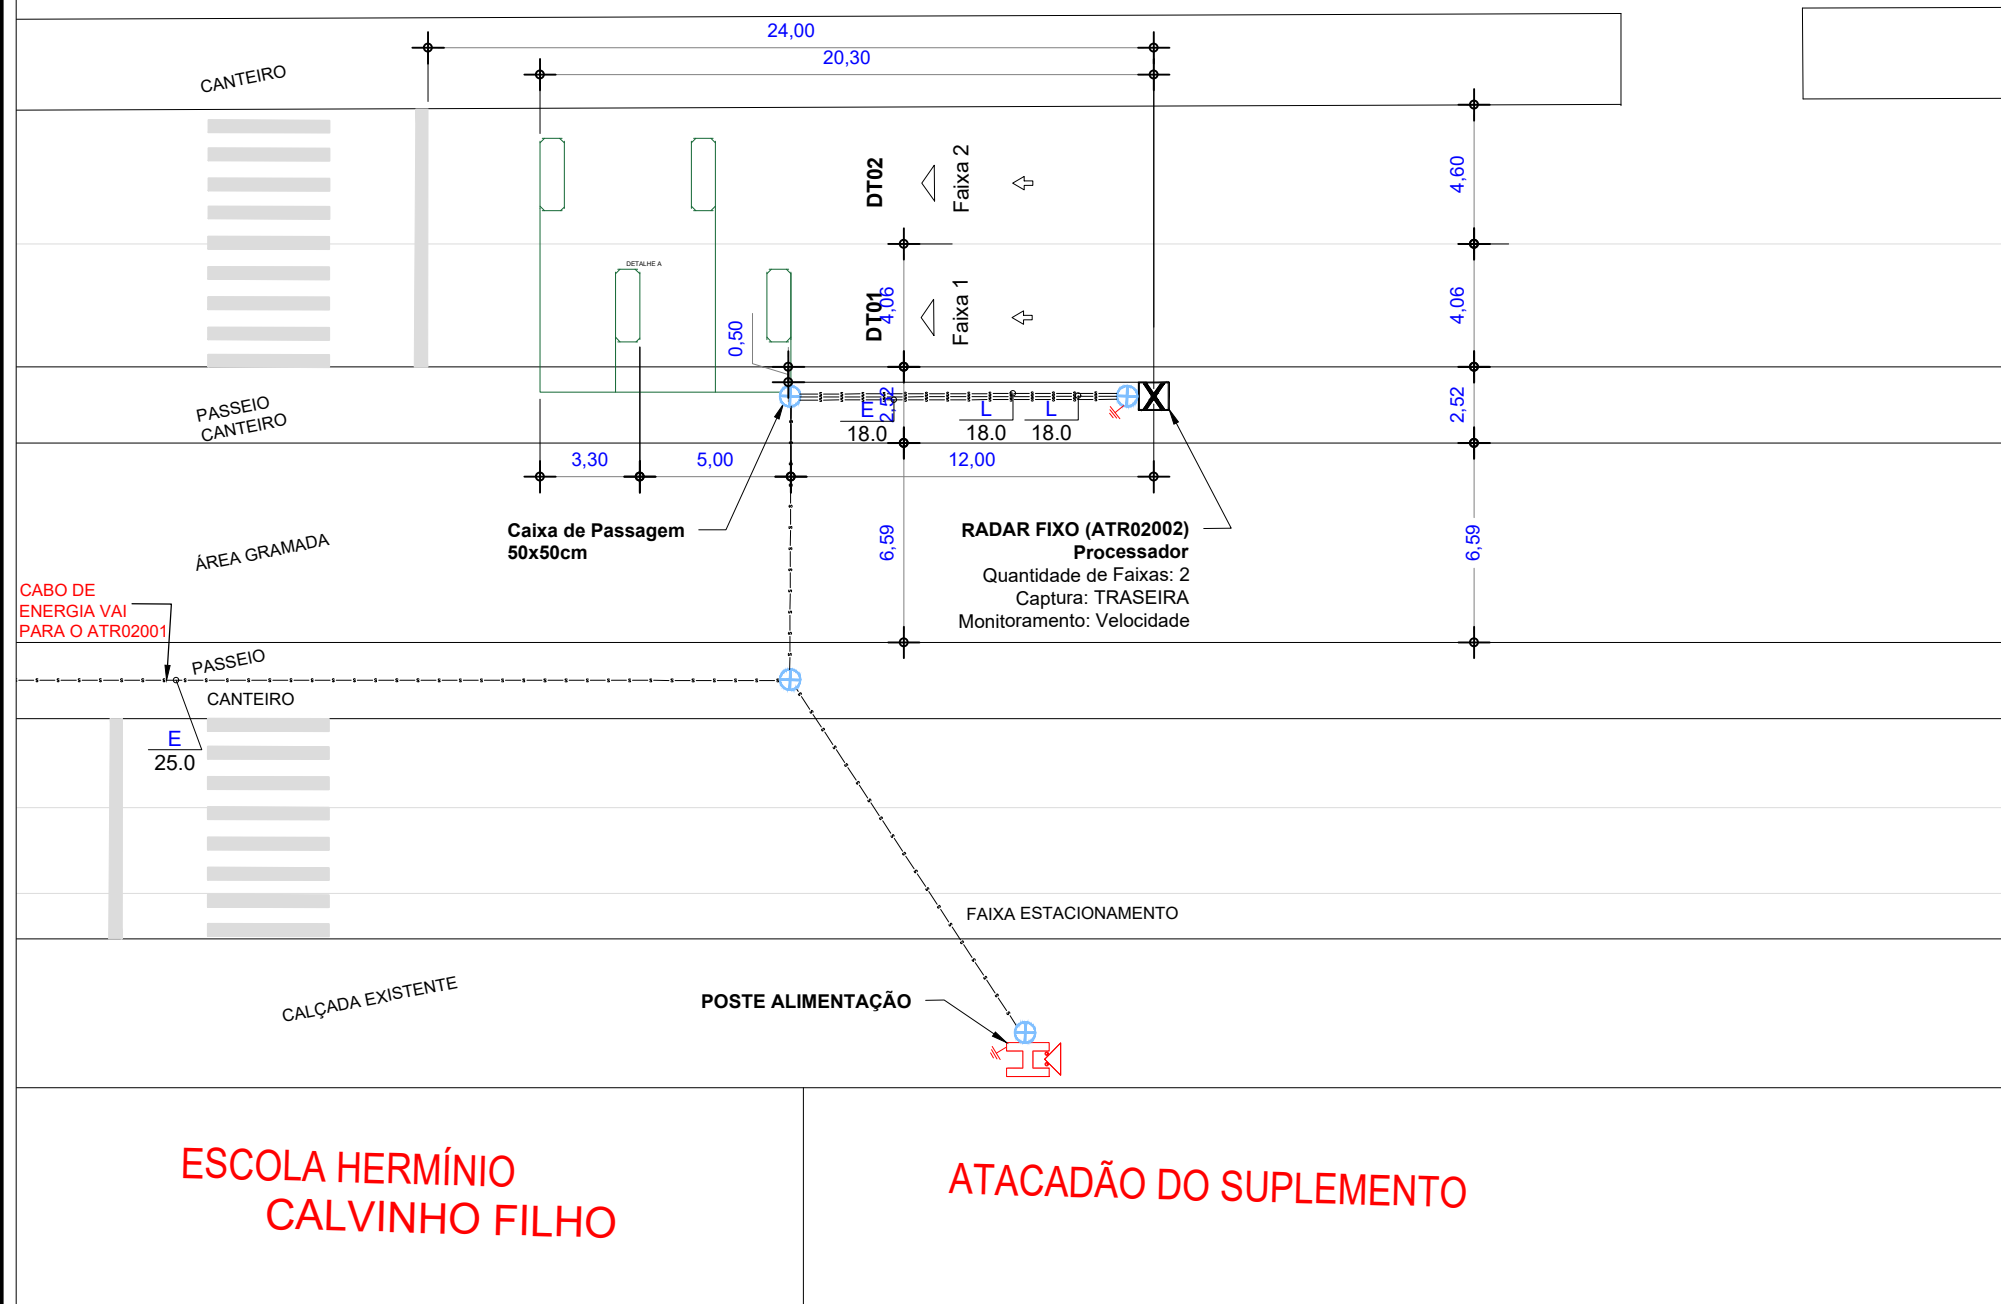 24,00
20,30
CANTEIRO
DT02
Faixa 2
4,60
DETALHE A
DT01
4,06
Faixa 1
4,06
0,50
PASSEIO
CANTEIRO
E
18.0
2,52
L
18.0
L
18.0
X
2,52
3,30
5,00
12,00
Caixa de Passagem
50x50cm
6,59
RADAR FIXO (ATR02002)
Processador
Quantidade de Faixas: 2
Captura: TRASEIRA
Monitoramento: Velocidade
6,59
ÁREA GRAMADA
CABO DE
ENERGIA VAI
PARA O ATR02001
PASSEIO
CANTEIRO
E
25.0
FAIXA ESTACIONAMENTO
CALÇADA EXISTENTE
POSTE ALIMENTAÇÃO
ESCOLA HERMÍNIO
CALVINHO FILHO
ATACADÃO DO SUPLEMENTO